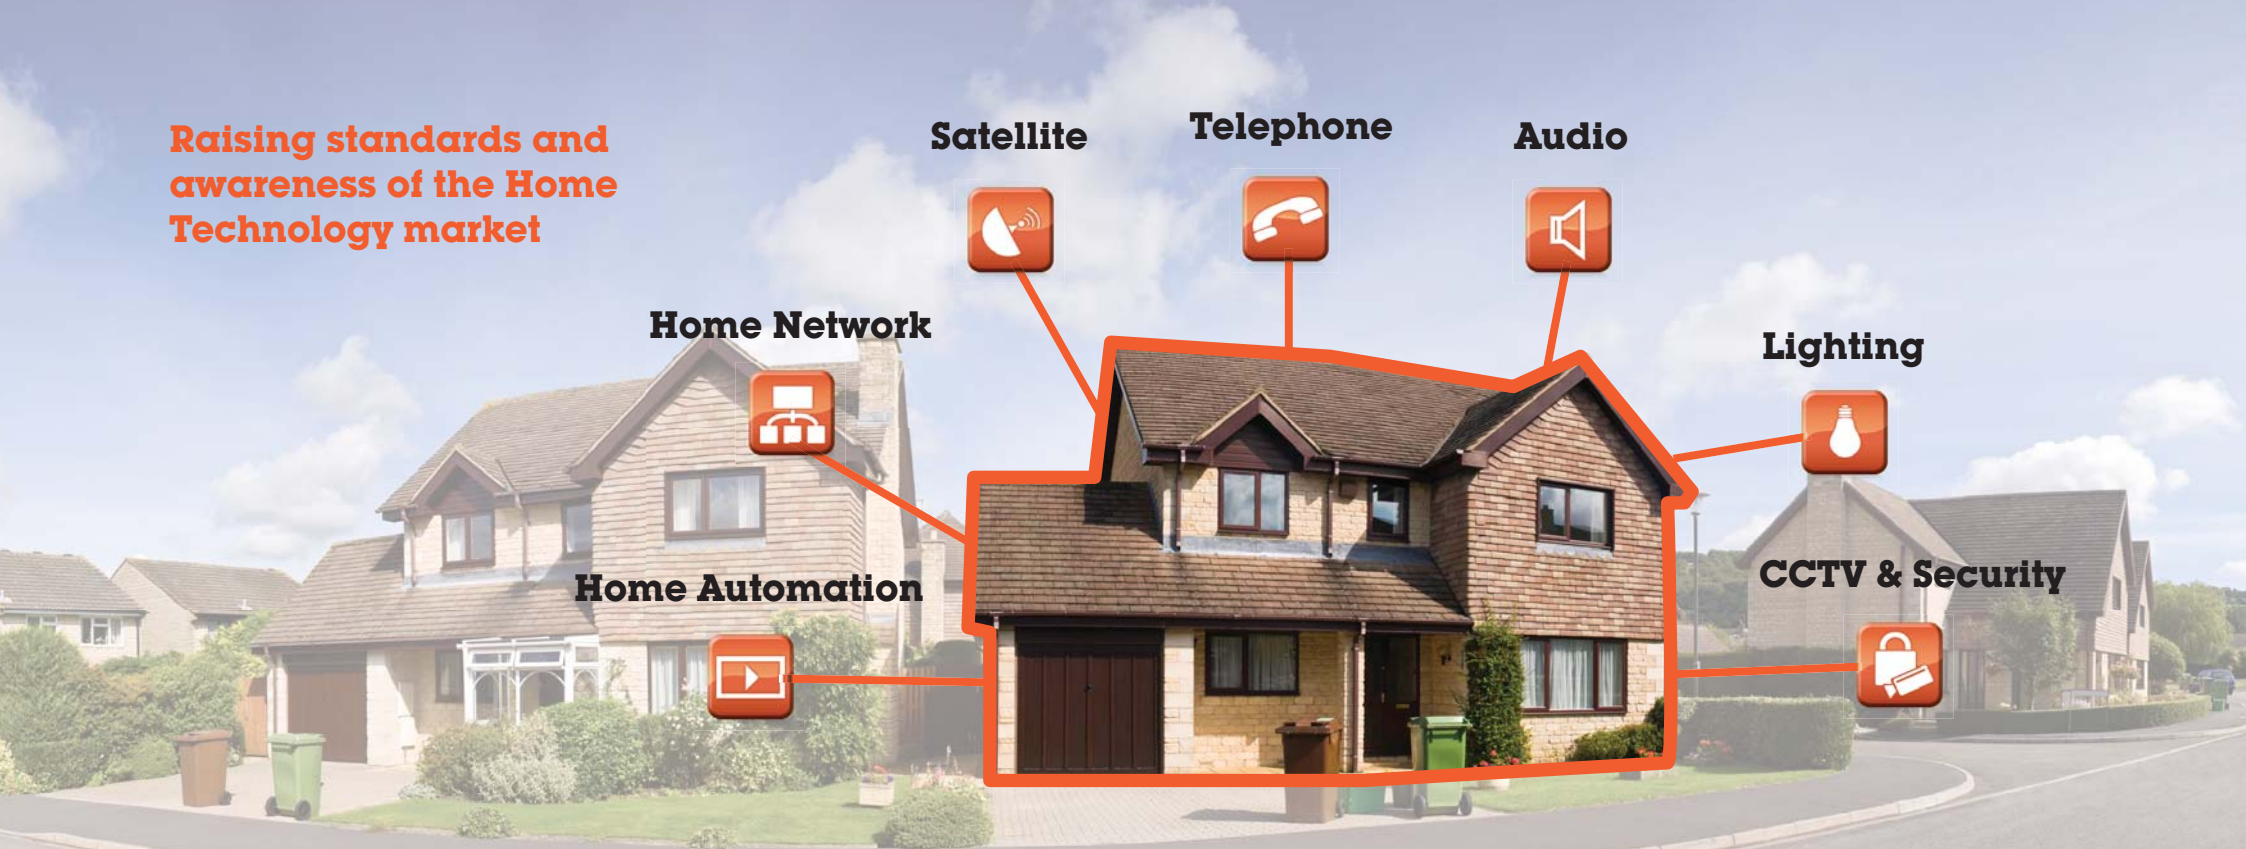 Raising standards and
awareness of the Home
Technology market
Satellite
Telephone
Audio
Home Network
Lighting
Home Automation
CCTV & Security